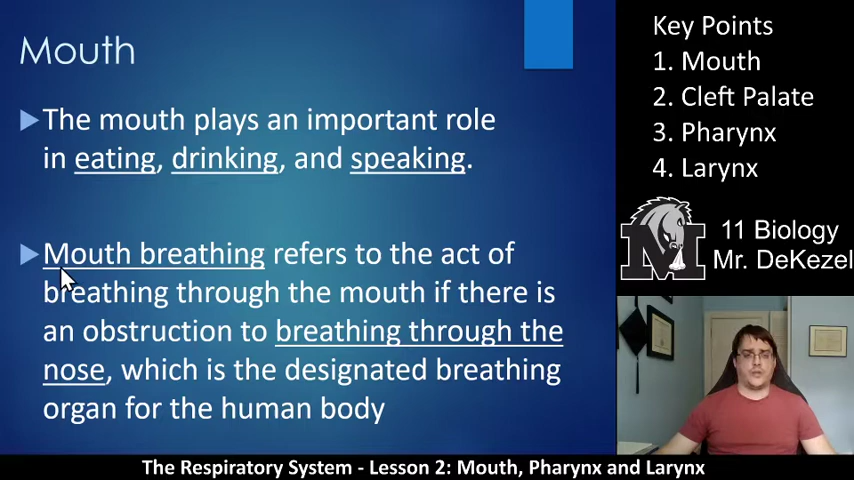 Mouth
The mouth plays an important role
in eating, drinking, and speaking.
Mouth breathing refers to the act of
breathing through the mouth if there is
an obstruction to breathing through the
nose, which is the designated breathing
organ for the human body
Key Points
1. Mouth
2. Cleft Palate
3. Pharynx
4. Larynx
M
11 Biology
Mr. DeKezel
The Respiratory System - Lesson 2: Mouth, Pharynx and Larynx